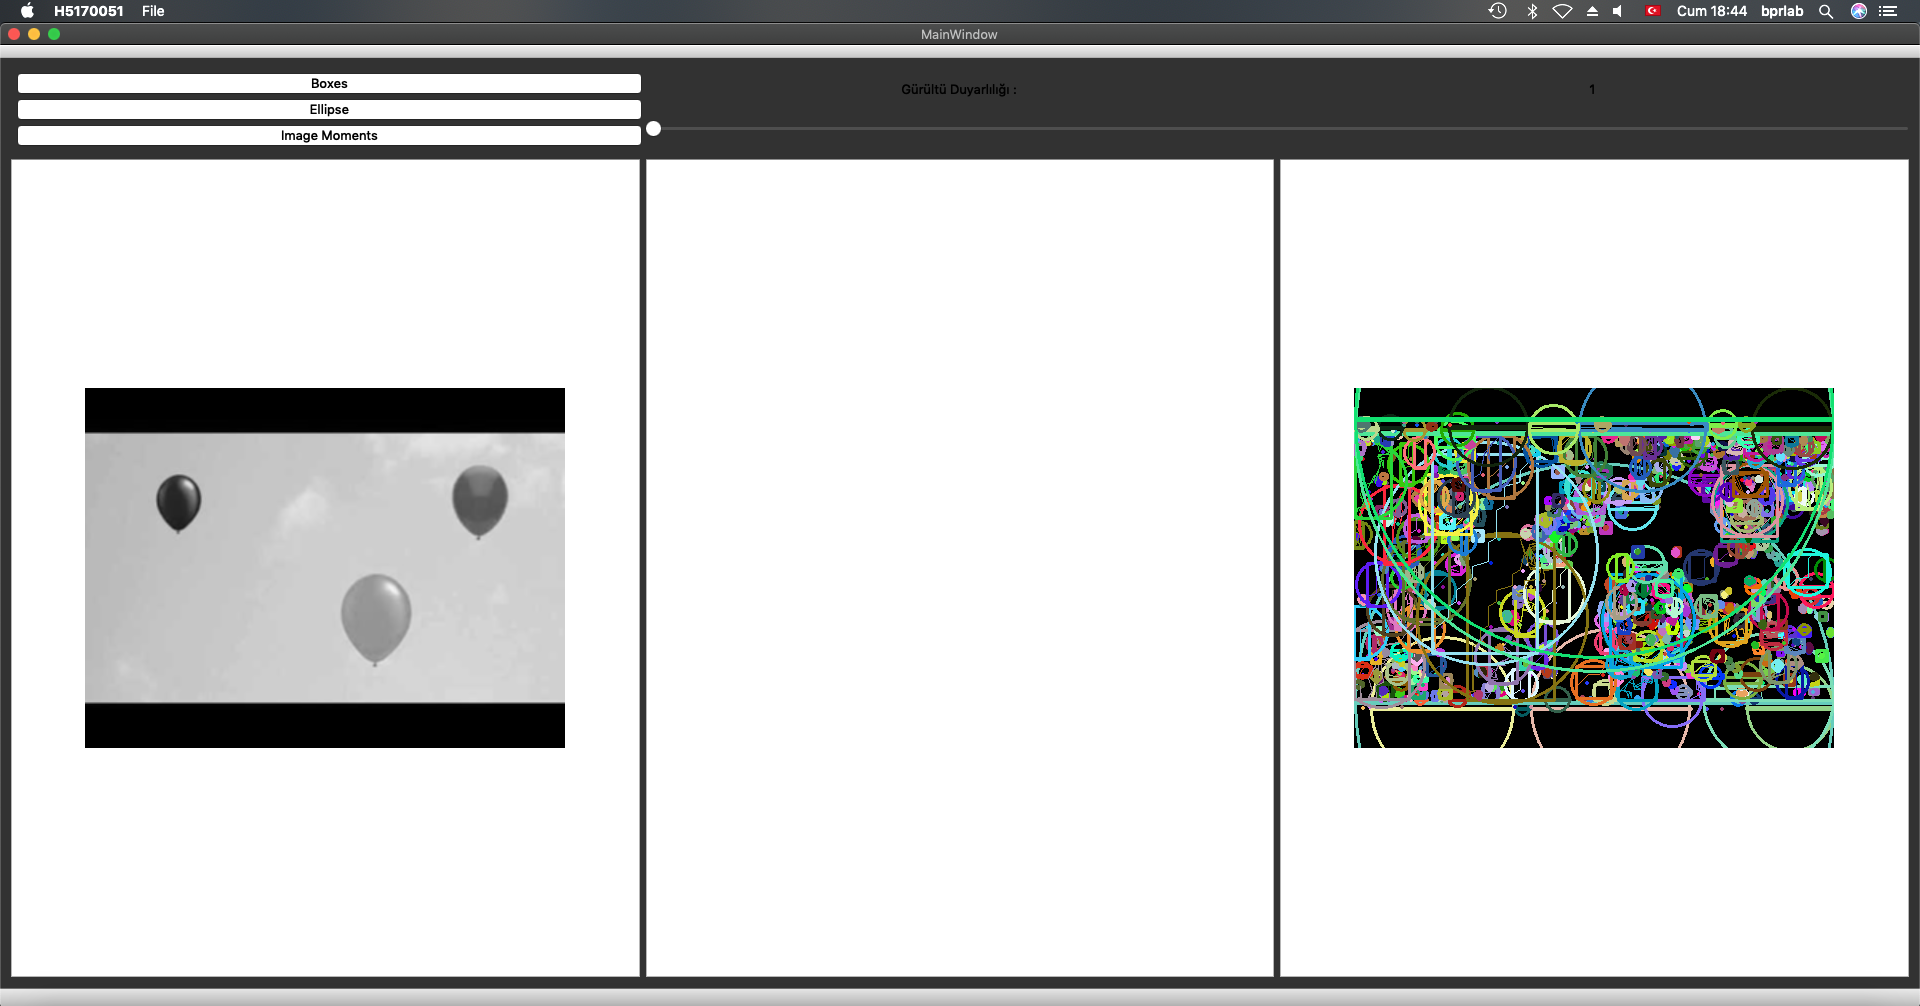 H5170051 File Cum 18:44 bprlab
MainWindow
Boxes
Ellipse
Image Moments
Gürültü Duyarlılığı : 1